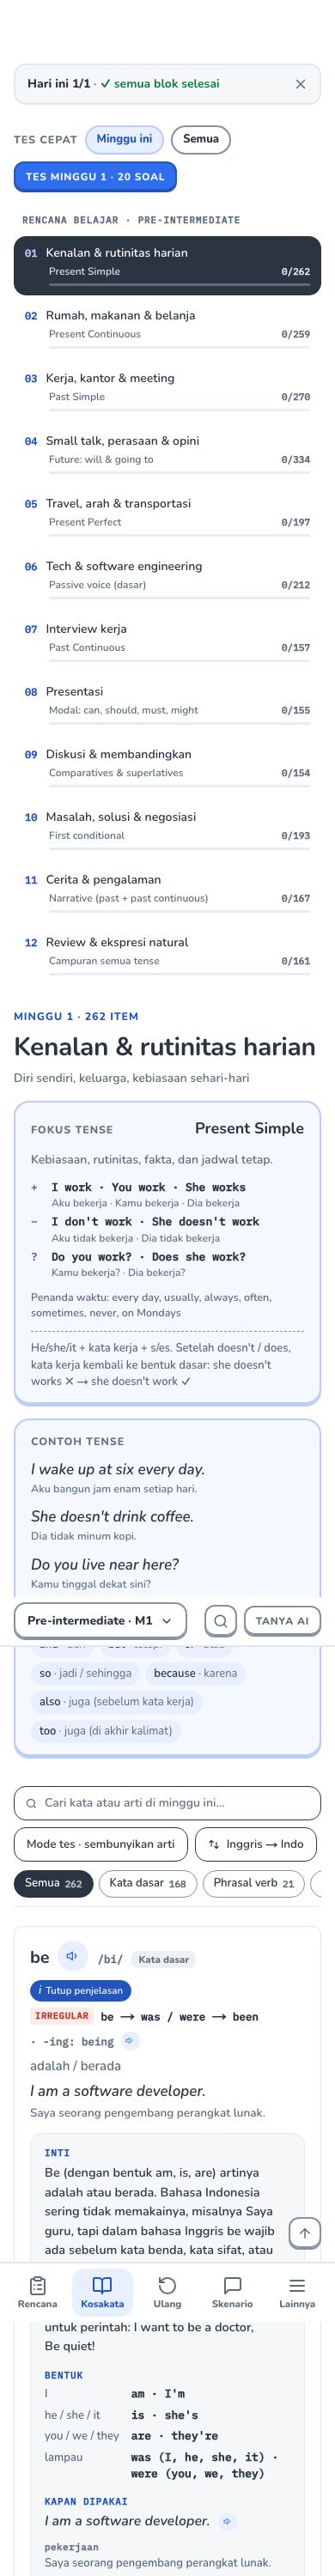 Hari ini 1/1 · ✓ semua blok selesai ×
TES CEPAT Minggu ini Semua
TES MINGGU 1 · 20 SOAL
RENCANA BELAJAR · PRE-INTERMEDIATE
01 Kenalan & rutinitas harian
Present Simple 0/262
02 Rumah, makanan & belanja
Present Continuous 0/259
03 Kerja, kantor & meeting
Past Simple 0/270
04 Small talk, perasaan & opini
Future: will & going to 0/334
05 Travel, arah & transportasi
Present Perfect 0/197
06 Tech & software engineering
Passive voice (dasar) 0/212
07 Interview kerja
Past Continuous 0/157
08 Presentasi
Modal: can, should, must, might 0/155
09 Diskusi & membandingkan
Comparatives & superlatives 0/154
10 Masalah, solusi & negosiasi
First conditional 0/193
11 Cerita & pengalaman
Narrative (past + past continuous) 0/167
12 Review & ekspresi natural
Campuran semua tense 0/161
MINGGU 1 · 262 ITEM
Kenalan & rutinitas harian
Diri sendiri, keluarga, kebiasaan sehari-hari
FOKUS TENSE Present Simple
Kebiasaan, rutinitas, fakta, dan jadwal tetap.
+ I work · You work · She works
Aku bekerja · Kamu bekerja · Dia bekerja
− I don't work · She doesn't work
Aku tidak bekerja · Dia tidak bekerja
? Do you work? · Does she work?
Kamu bekerja? · Dia bekerja?
Penanda waktu: every day, usually, always, often,
sometimes, never, on Mondays
He/she/it + kata kerja + s/es. Setelah doesn't / does,
kata kerja kembali ke bentuk dasar: she doesn't
works ✕ → she doesn't work ✓
CONTOH TENSE
I wake up at six every day.
Aku bangun jam enam setiap hari.
She doesn't drink coffee.
Dia tidak minum kopi.
Do you live near here?
Kamu tinggal dekat sini?
Pre-intermediate · M1 TANYA AI
so · jadi / sehingga because · karena
also · juga (sebelum kata kerja)
too · juga (di akhir kalimat)
Cari kata atau arti di minggu ini...
Mode tes · sembunyikan arti Inggris → Indo
Semua 262 Kata dasar 168 Phrasal verb 21
be /bi/ Kata dasar
i Tutup penjelasan
IRREGULAR be → was / were → been
· -ing: being
adalah / berada
I am a software developer.
Saya seorang pengembang perangkat lunak.
INTI
Be (dengan bentuk am, is, are) artinya
adalah atau berada. Bahasa Indonesia
sering tidak memakainya, misalnya Saya
guru, tapi dalam bahasa Inggris be wajib
ada sebelum kata benda, kata sifat, atau
Rencana Kosakata Ulang Skenario Lainnya
untuk perintah: I want to be a doctor,
Be quiet!
BENTUK
I am · I'm
he / she / it is · she's
you / we / they are · they're
lampau was (I, he, she, it) ·
were (you, we, they)
KAPAN DIPAKAI
I am a software developer.
pekerjaan
Saya seorang pengembang perangkat lunak.